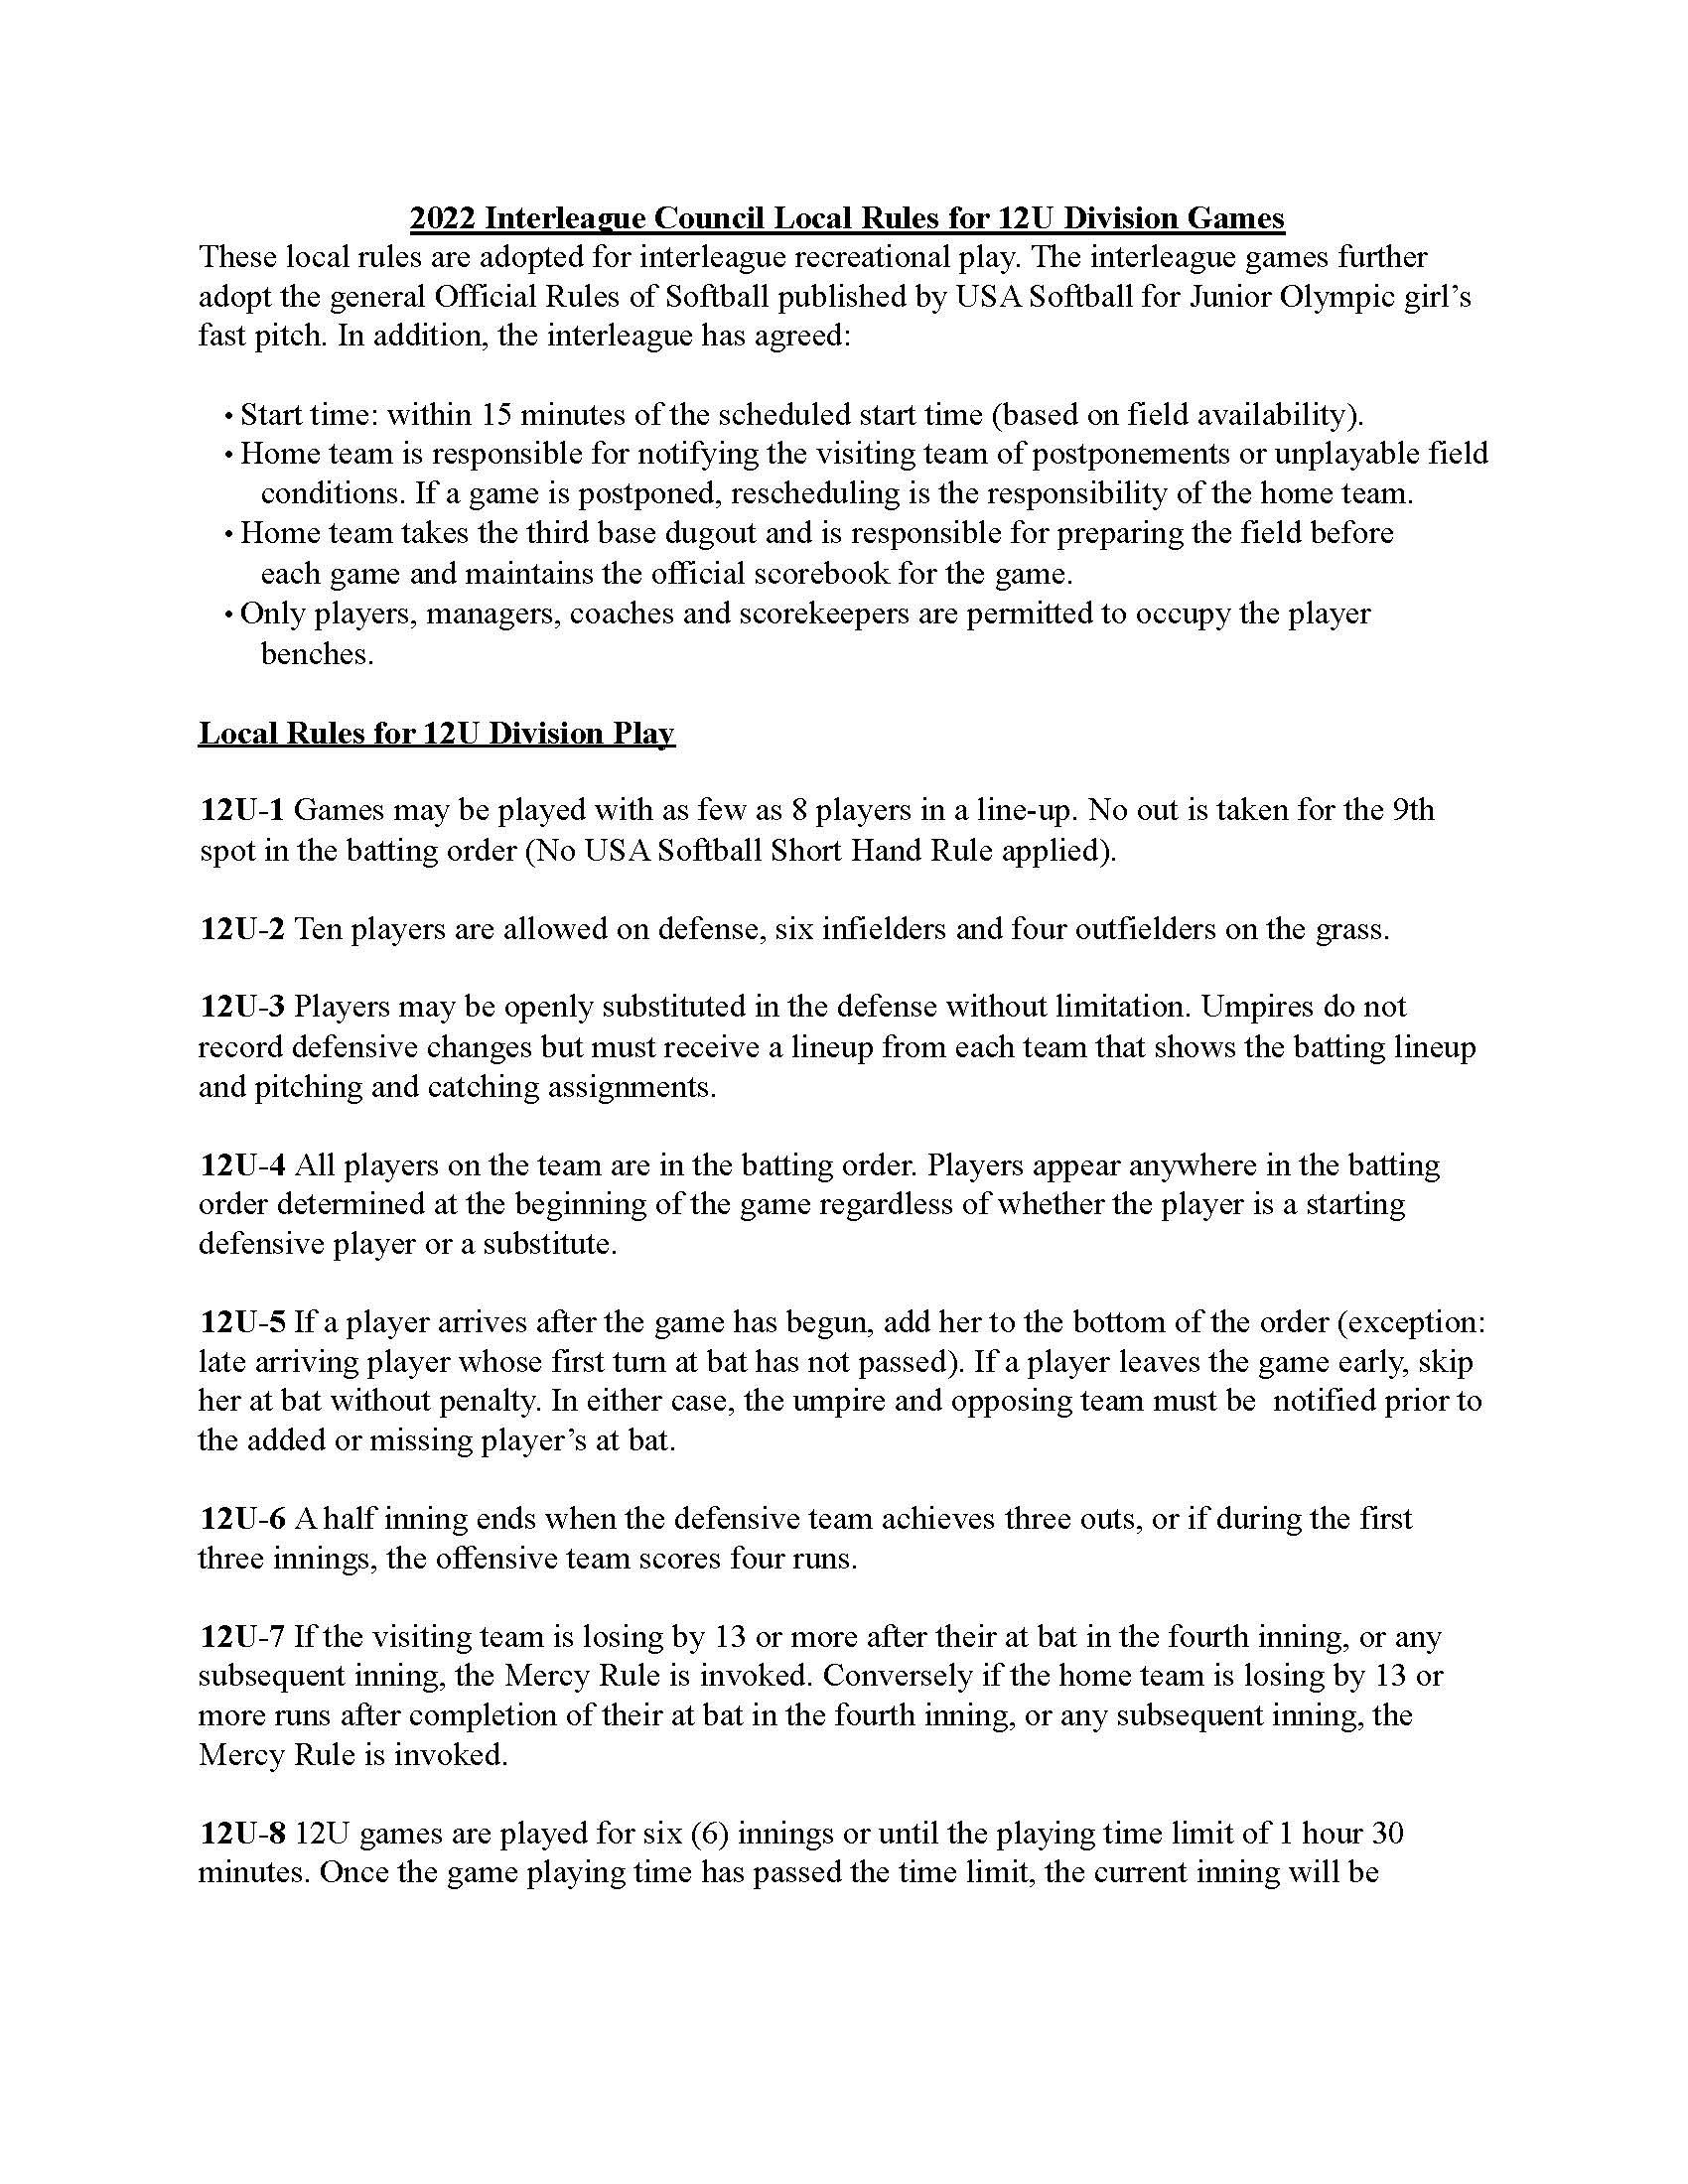 2022 Interleague Council Local Rules for 12U Division Games
These local rules are adopted for interleague recreational play. The interleague games further
adopt the general Official Rules of Softball published by USA Softball for Junior Olympic girl’s
fast pitch. In addition, the interleague has agreed:
• Start time: within 15 minutes of the scheduled start time (based on field availability).
• Home team is responsible for notifying the visiting team of postponements or unplayable field
conditions. If a game is postponed, rescheduling is the responsibility of the home team.
• Home team takes the third base dugout and is responsible for preparing the field before
each game and maintains the official scorebook for the game.
• Only players, managers, coaches and scorekeepers are permitted to occupy the player
benches.
Local Rules for 12U Division Play
12U-1 Games may be played with as few as 8 players in a line-up. No out is taken for the 9th
spot in the batting order (No USA Softball Short Hand Rule applied).
12U-2 Ten players are allowed on defense, six infielders and four outfielders on the grass.
12U-3 Players may be openly substituted in the defense without limitation. Umpires do not
record defensive changes but must receive a lineup from each team that shows the batting lineup
and pitching and catching assignments.
12U-4 All players on the team are in the batting order. Players appear anywhere in the batting
order determined at the beginning of the game regardless of whether the player is a starting
defensive player or a substitute.
12U-5 If a player arrives after the game has begun, add her to the bottom of the order (exception:
late arriving player whose first turn at bat has not passed). If a player leaves the game early, skip
her at bat without penalty. In either case, the umpire and opposing team must be  notified prior to
the added or missing player’s at bat.
12U-6 A half inning ends when the defensive team achieves three outs, or if during the first
three innings, the offensive team scores four runs.
12U-7 If the visiting team is losing by 13 or more after their at bat in the fourth inning, or any
subsequent inning, the Mercy Rule is invoked. Conversely if the home team is losing by 13 or
more runs after completion of their at bat in the fourth inning, or any subsequent inning, the
Mercy Rule is invoked.
12U-8 12U games are played for six (6) innings or until the playing time limit of 1 hour 30
minutes. Once the game playing time has passed the time limit, the current inning will be